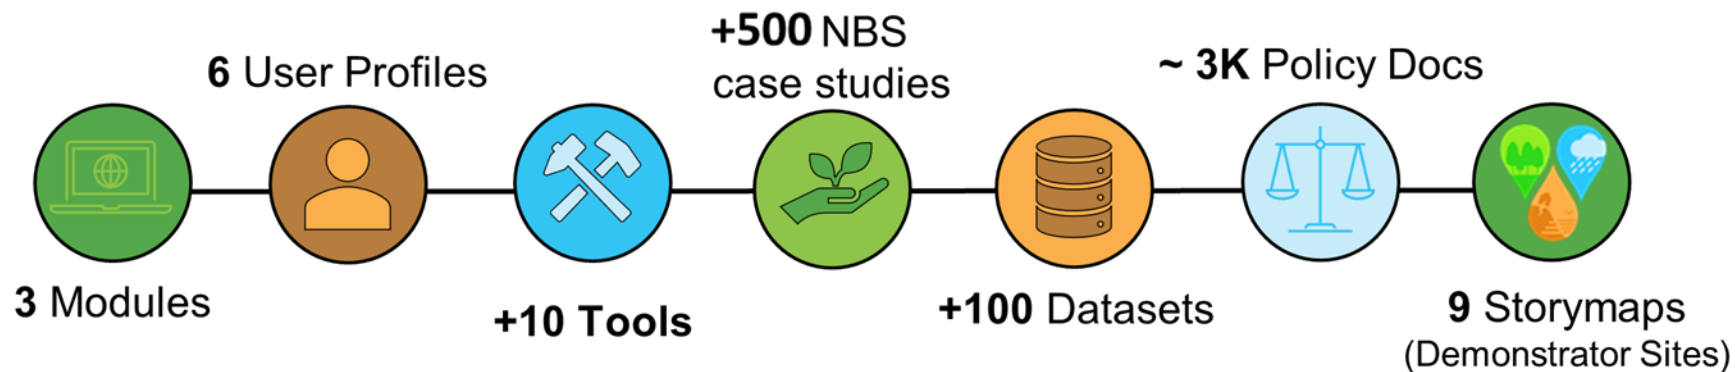 3 Modules
6 User Profiles
+10 Tools
+500 NBS
case studies
+100 Datasets
~ 3K Policy Docs
9 Storymaps
(Demonstrator Sites)